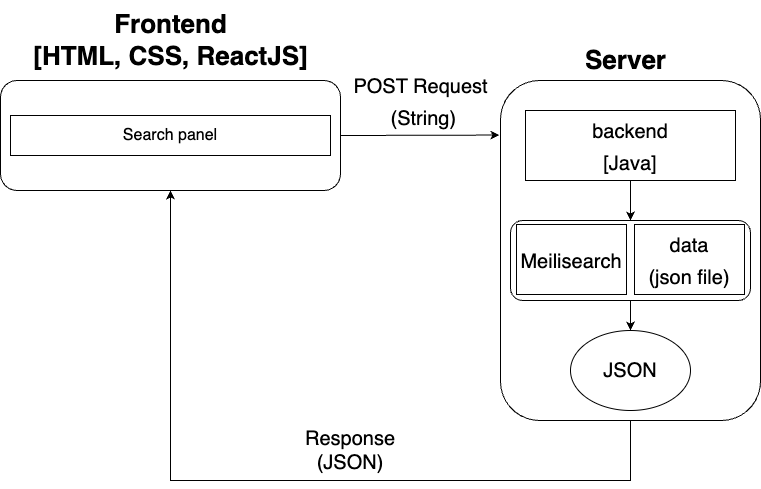 Frontend
[HTML, CSS, ReactJS]
Search panel
POST Request
(String)
Server
backend
[Java]
Meilisearch
data
(json file)
JSON
Response
(JSON)